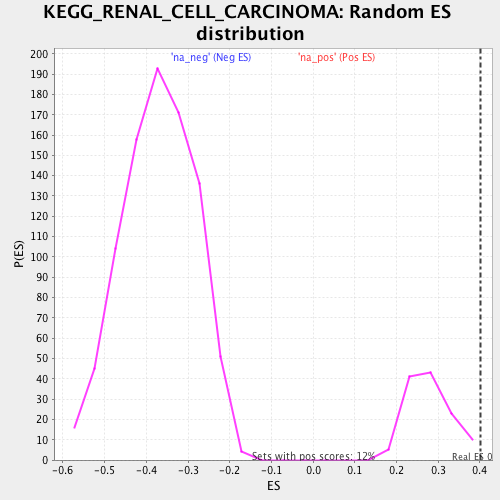 KEGG_RENAL_CELL_CARCINOMA: Random ES
distribution
'na_neg' (Neg ES) 'na_pos' (Pos ES)
200
190
180
170
160
150
140
130
120
110
100
90
80
70
60
50
40
30
20
10
0
P(ES)
Sets with pos scores: 12%
Real ES 0
-0.6 -0.5 -0.4 -0.3 -0.2 -0.1 0.0 0.1 0.2 0.3 0.4
ES